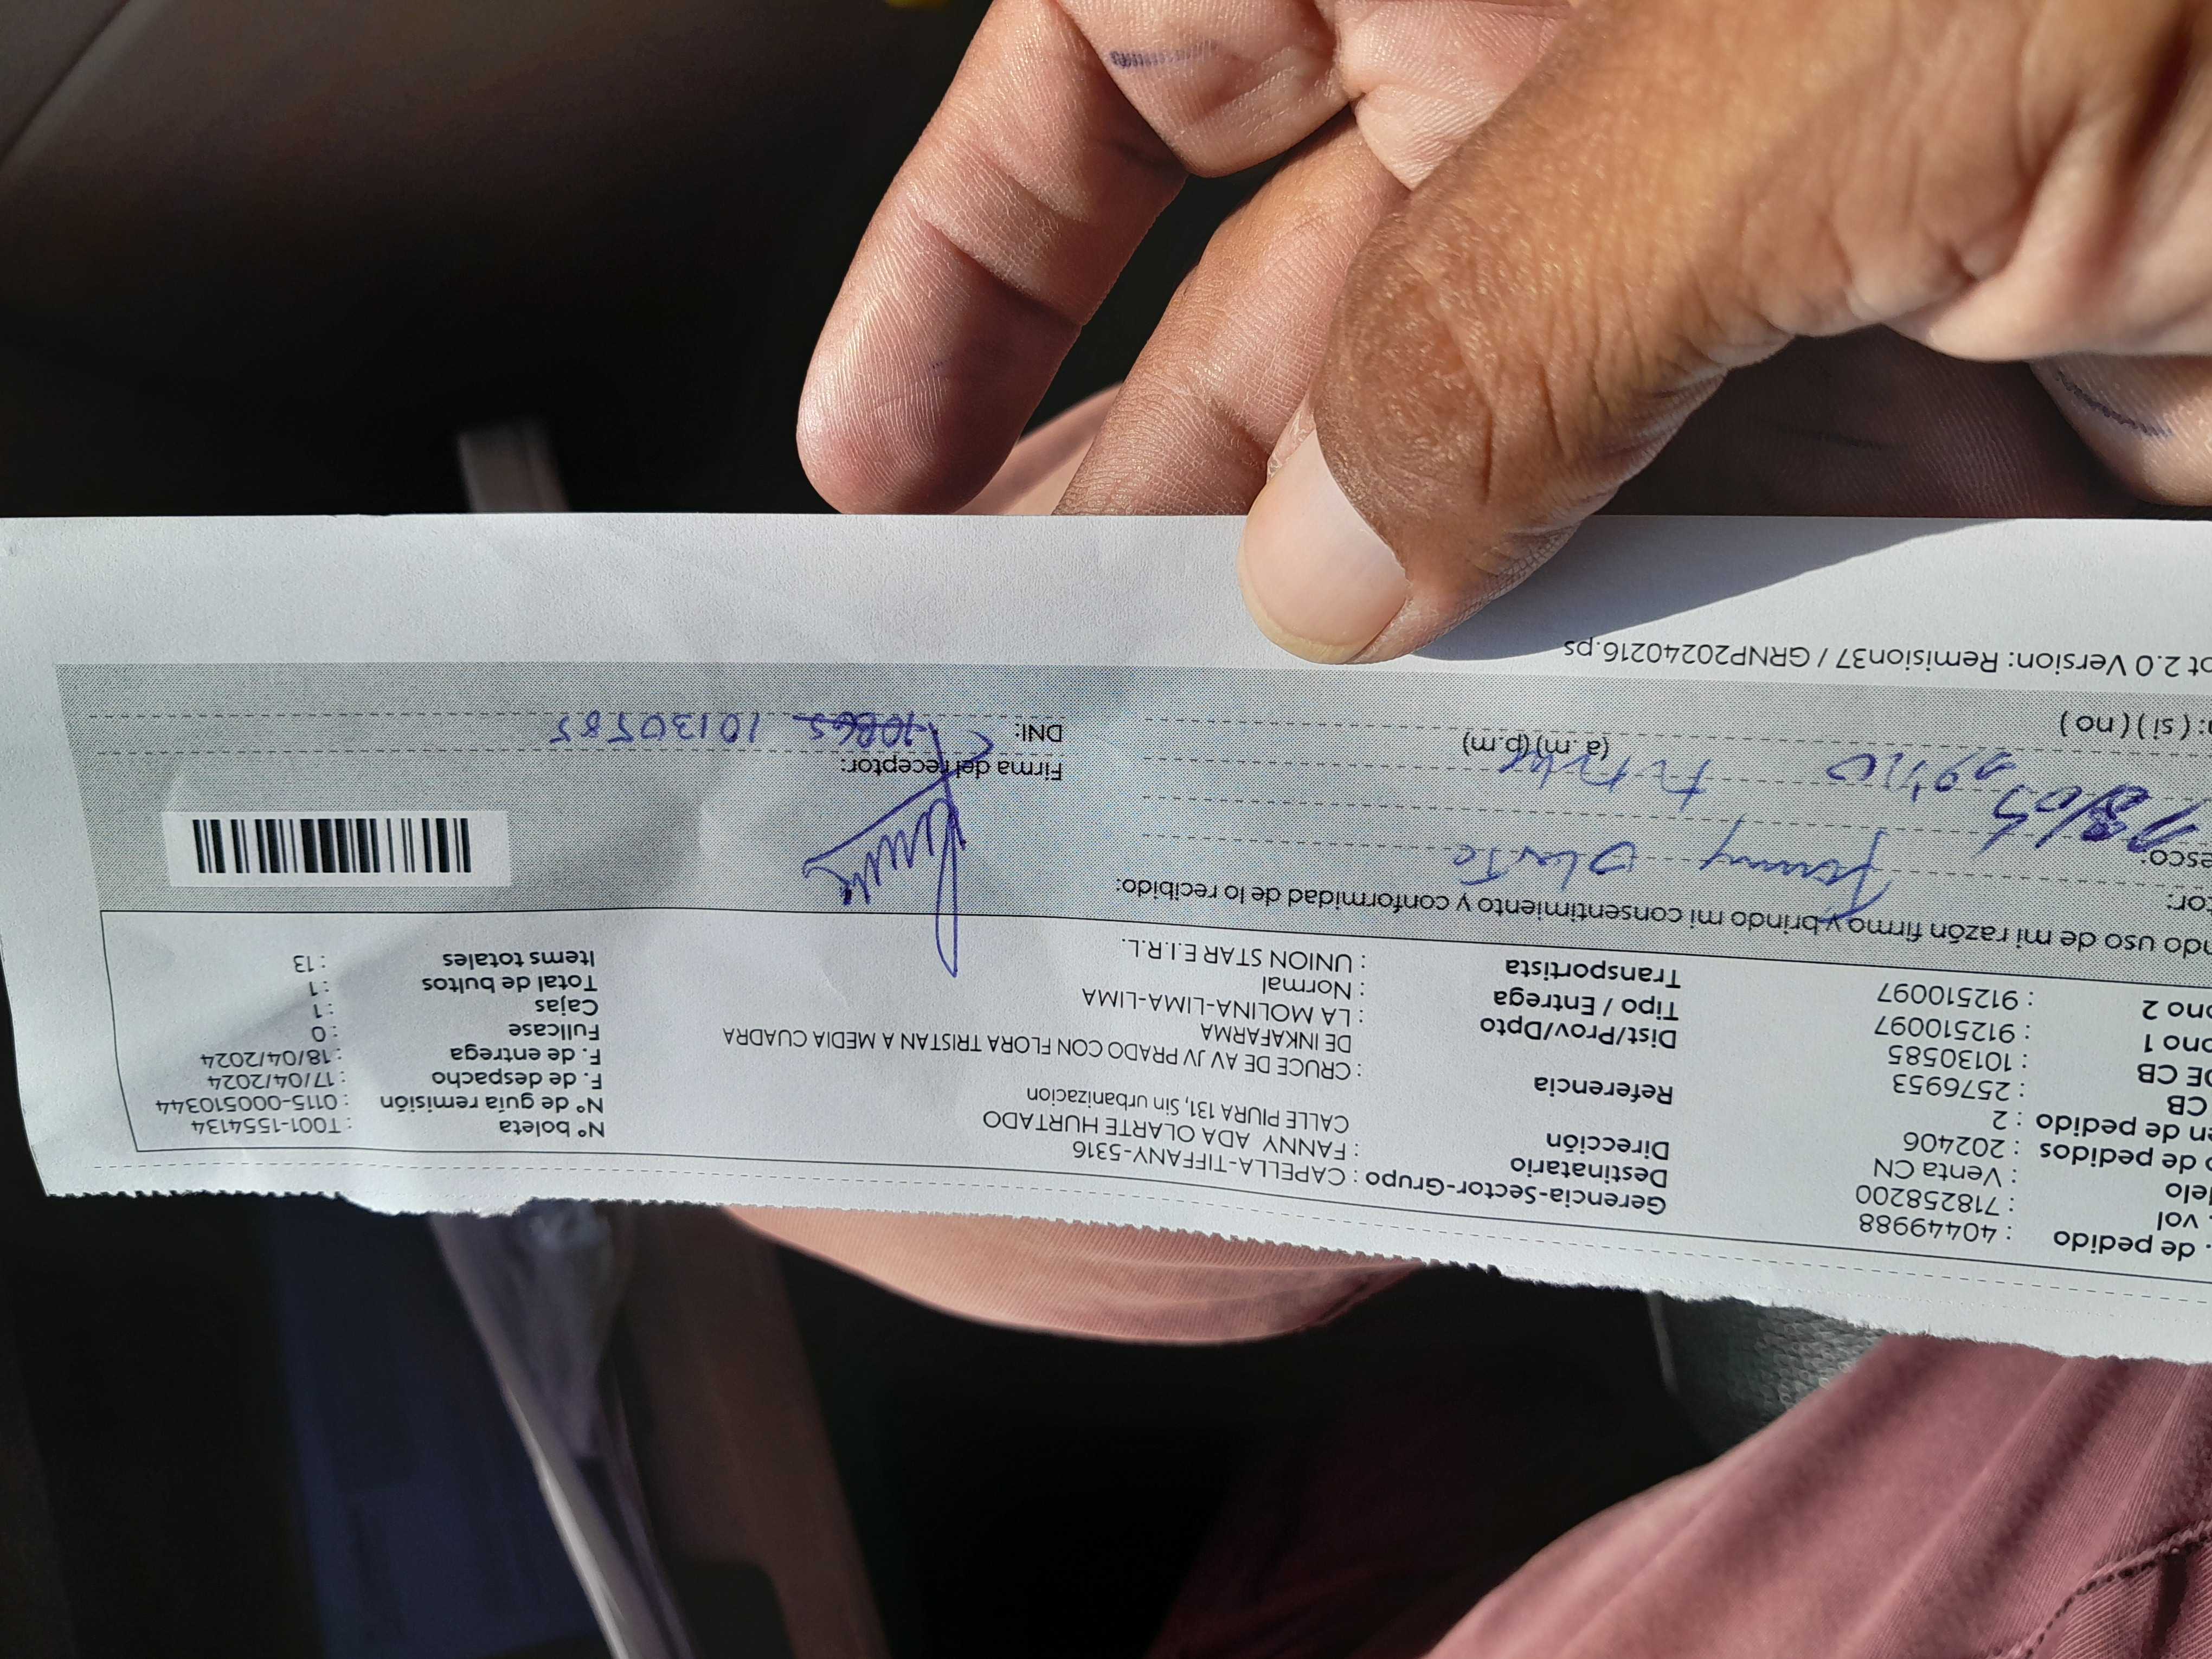 . de pedido : 40449988
. vol : 718258200
elo : Venta CN
de pedidos : 202406
en de pedido : 2
CB : 2576953
DE CB : 10130585
ono 1 : 912510097
ono 2 : 912510097
Gerencia-Sector-Grupo : CAPELLA-TIFFANY-5316
Destinatario : FANNY ADA OLARTE HURTADO
Dirección CALLE PIURA 131, Sin urbanizacion
Referencia : CRUCE DE AV JV PRADO CON FLORA TRISTAN A MEDIA CUADRA
DE INKAFARMA
Dist/Prov/Dpto : LA MOLINA-LIMA-LIMA
Tipo / Entrega : Normal
Transportista : UNION STAR E.I.R.L.
Nº boleta : T001-1554134
Nº de guía remisión : 0115-000510344
F. de despacho : 17/04/2024
F. de entrega : 18/04/2024
Fullcase : 0
Cajas : 1
Total de bultos : 1
Items totales : 13
ndo uso de mi razón firmo y brindo mi consentimiento y conformidad de lo recibido:
tor: Fanny Olarte
esco:
(a.m) (p.m)
: ( si ) ( no )
Firma del receptor:
DNI: 10130585
pt 2.0 Version: Remision37 / GRNP20240216.ps